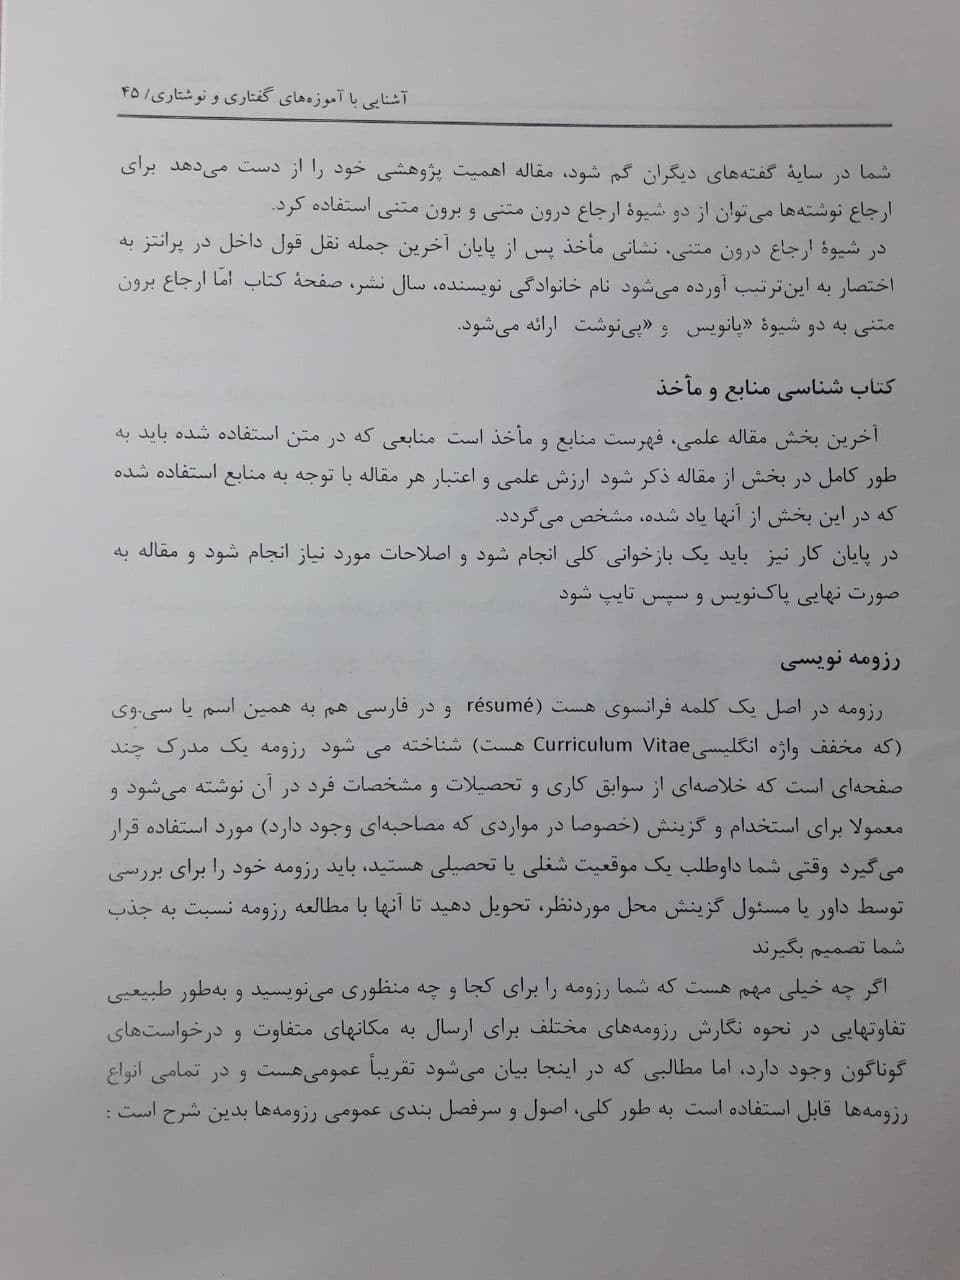 آشنایی با آموزه‌های گفتاری و نوشتاری/ ۴۵
شما در سایهٔ گفته‌های دیگران گم شود، مقاله اهمیت پژوهشی خود را از دست می‌دهد برای
ارجاع نوشته‌ها می‌توان از دو شیوهٔ ارجاع درون متنی و برون متنی استفاده کرد.
در شیوهٔ ارجاع درون متنی، نشانی مأخذ پس از پایان آخرین جمله نقل قول داخل در پرانتز به
اختصار به این‌ترتیب آورده می‌شود نام خانوادگی نویسنده، سال نشر، صفحهٔ کتاب امّا ارجاع برون
متنی به دو شیوهٔ «پانویس و «پی‌نوشت ارائه می‌شود.
کتاب شناسی منابع و مأخذ
آخرین بخش مقاله علمی، فهرست منابع و مأخذ است منابعی که در متن استفاده شده باید به
طور کامل در بخش از مقاله ذکر شود ارزش علمی و اعتبار هر مقاله با توجه به منابع استفاده شده
که در این بخش از آنها یاد شده، مشخص می‌گردد.
در پایان کار نیز باید یک بازخوانی کلی انجام شود و اصلاحات مورد نیاز انجام شود و مقاله به
صورت نهایی پاک‌نویس و سپس تایپ شود
رزومه نویسی
رزومه در اصل یک کلمه فرانسوی هست (résumé و در فارسی هم به همین اسم یا سی.وی
(که مخفف واژه انگلیسیCurriculum Vitae هست) شناخته می شود رزومه یک مدرک چند
صفحه‌ای است که خلاصه‌ای از سوابق کاری و تحصیلات و مشخصات فرد در آن نوشته می‌شود و
معمولا برای استخدام و گزینش (خصوصا در مواردی که مصاحبه‌ای وجود دارد) مورد استفاده قرار
می‌گیرد وقتی شما داوطلب یک موقعیت شغلی یا تحصیلی هستید، باید رزومه خود را برای بررسی
توسط داور یا مسئول گزینش محل موردنظر، تحویل دهید تا آنها با مطالعه رزومه نسبت به جذب
شما تصمیم بگیرند
اگر چه خیلی مهم هست که شما رزومه را برای کجا و چه منظوری می‌نویسید و به‌طور طبیعیی
تفاوتهایی در نحوه نگارش رزومه‌های مختلف برای ارسال به مکانهای متفاوت و درخواست‌های
گوناگون وجود دارد، اما مطالبی که در اینجا بیان می‌شود تقریباً عمومی‌هست و در تمامی انواع
رزومه‌ها قابل استفاده است به طور کلی، اصول و سرفصل بندی عمومی رزومه‌ها بدین شرح است :